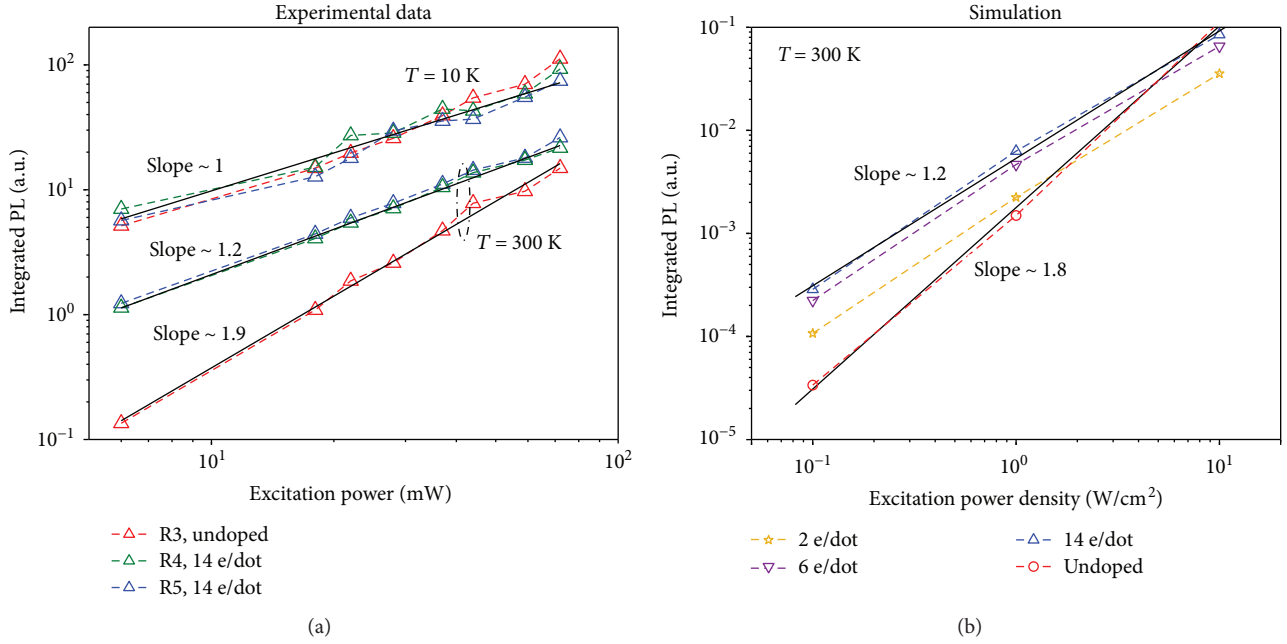 Experimental data
Integrated PL (a.u.)
10²
10¹
10⁰
10⁻¹
T = 10 K
Slope ~ 1
Slope ~ 1.2
T = 300 K
Slope ~ 1.9
10¹
10²
Excitation power (mW)
R3, undoped
R4, 14 e/dot
R5, 14 e/dot
(a)
Simulation
Integrated PL (a.u.)
10⁻¹
10⁻²
10⁻³
10⁻⁴
10⁻⁵
T = 300 K
Slope ~ 1.2
Slope ~ 1.8
10⁻¹
10⁰
10¹
Excitation power density (W/cm²)
2 e/dot
6 e/dot
14 e/dot
Undoped
(b)